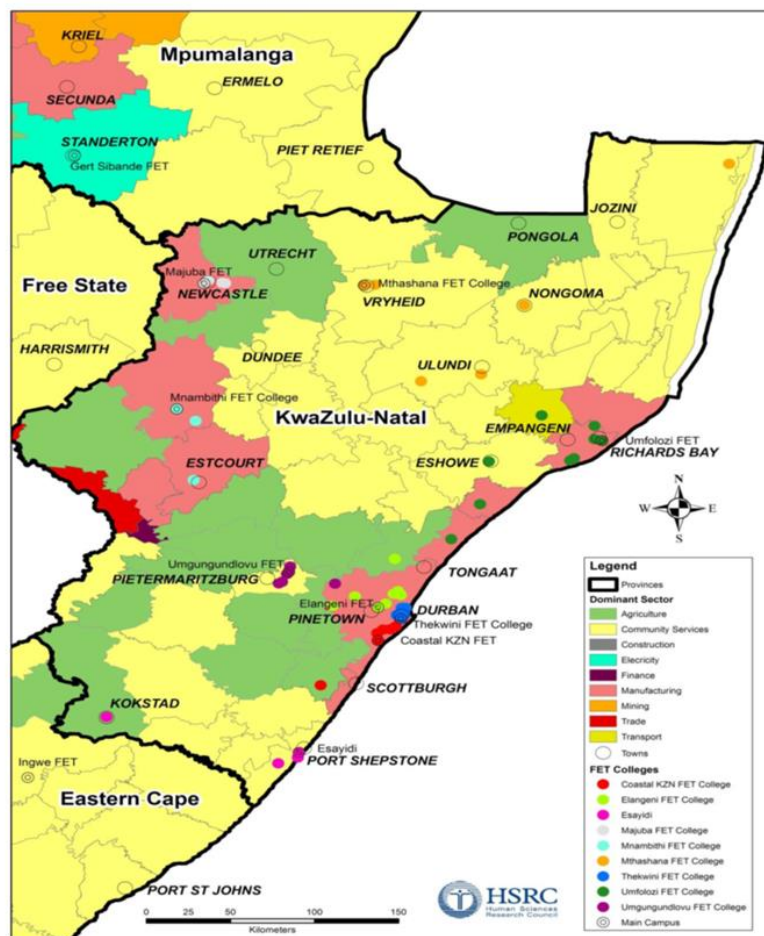 KRIEL
Mpumalanga
ERMELO
SECUNDA
STANDERTON
Gert Sibande FET
PIET RETIEF
JOZINI
PONGOLA
UTRECHT
Majuba FET
NEWCASTLE
Mthashana FET College
VRYHEID
NONGOMA
Free State
HARRISMITH
DUNDEE
ULUNDI
Mnambithi FET College
KwaZulu-Natal
EMPANGENI
Umfolozi FET
RICHARDS BAY
ESTCOURT
ESHOWE
N
W E
S
Umgungundlovu FET
PIETERMARITZBURG
TONGAAT
Elangeni FET
DURBAN
PINETOWN
Thekwini FET College
Coastal KZN FET
SCOTTBURGH
KOKSTAD
Esayidi
PORT SHEPSTONE
Ingwe FET
Eastern Cape
PORT ST JOHNS
0 25 50 100 150
Kilometers
HSRC
Human Sciences
Research Council
Legend
Provinces
Dominant Sector
Agriculture
Community Services
Construction
Elecricity
Finance
Manufacturing
Mining
Trade
Transport
Towns
FET Colleges
Coastal KZN FET College
Elangeni FET College
Esayidi
Majuba FET College
Mnambithi FET College
Mthashana FET College
Thekwini FET College
Umfolozi FET College
Umgungundlovu FET College
Main Campus